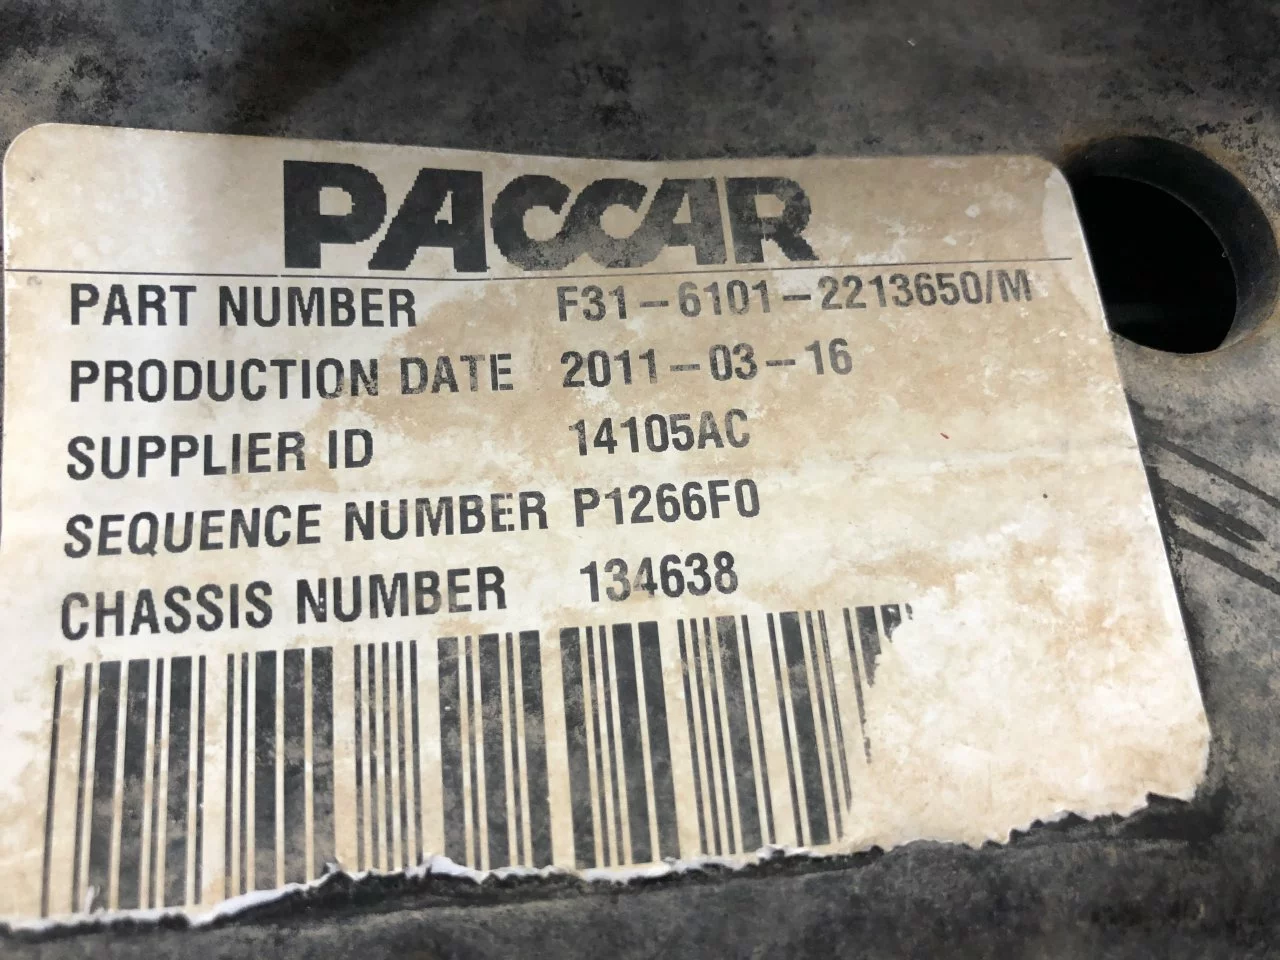 PACCAR
PART NUMBER F31-6101-2213650/M
PRODUCTION DATE 2011-03-16
SUPPLIER ID 14105AC
SEQUENCE NUMBER P1266F0
CHASSIS NUMBER 134638